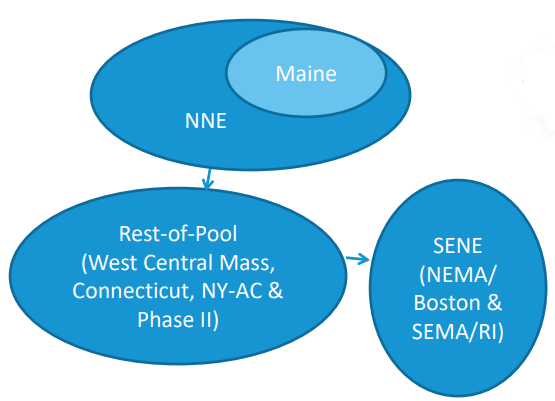 Maine
NNE
Rest-of-Pool
(West Central Mass,
Connecticut, NY-AC &
Phase II)
SENE
(NEMA/
Boston &
SEMA/RI)